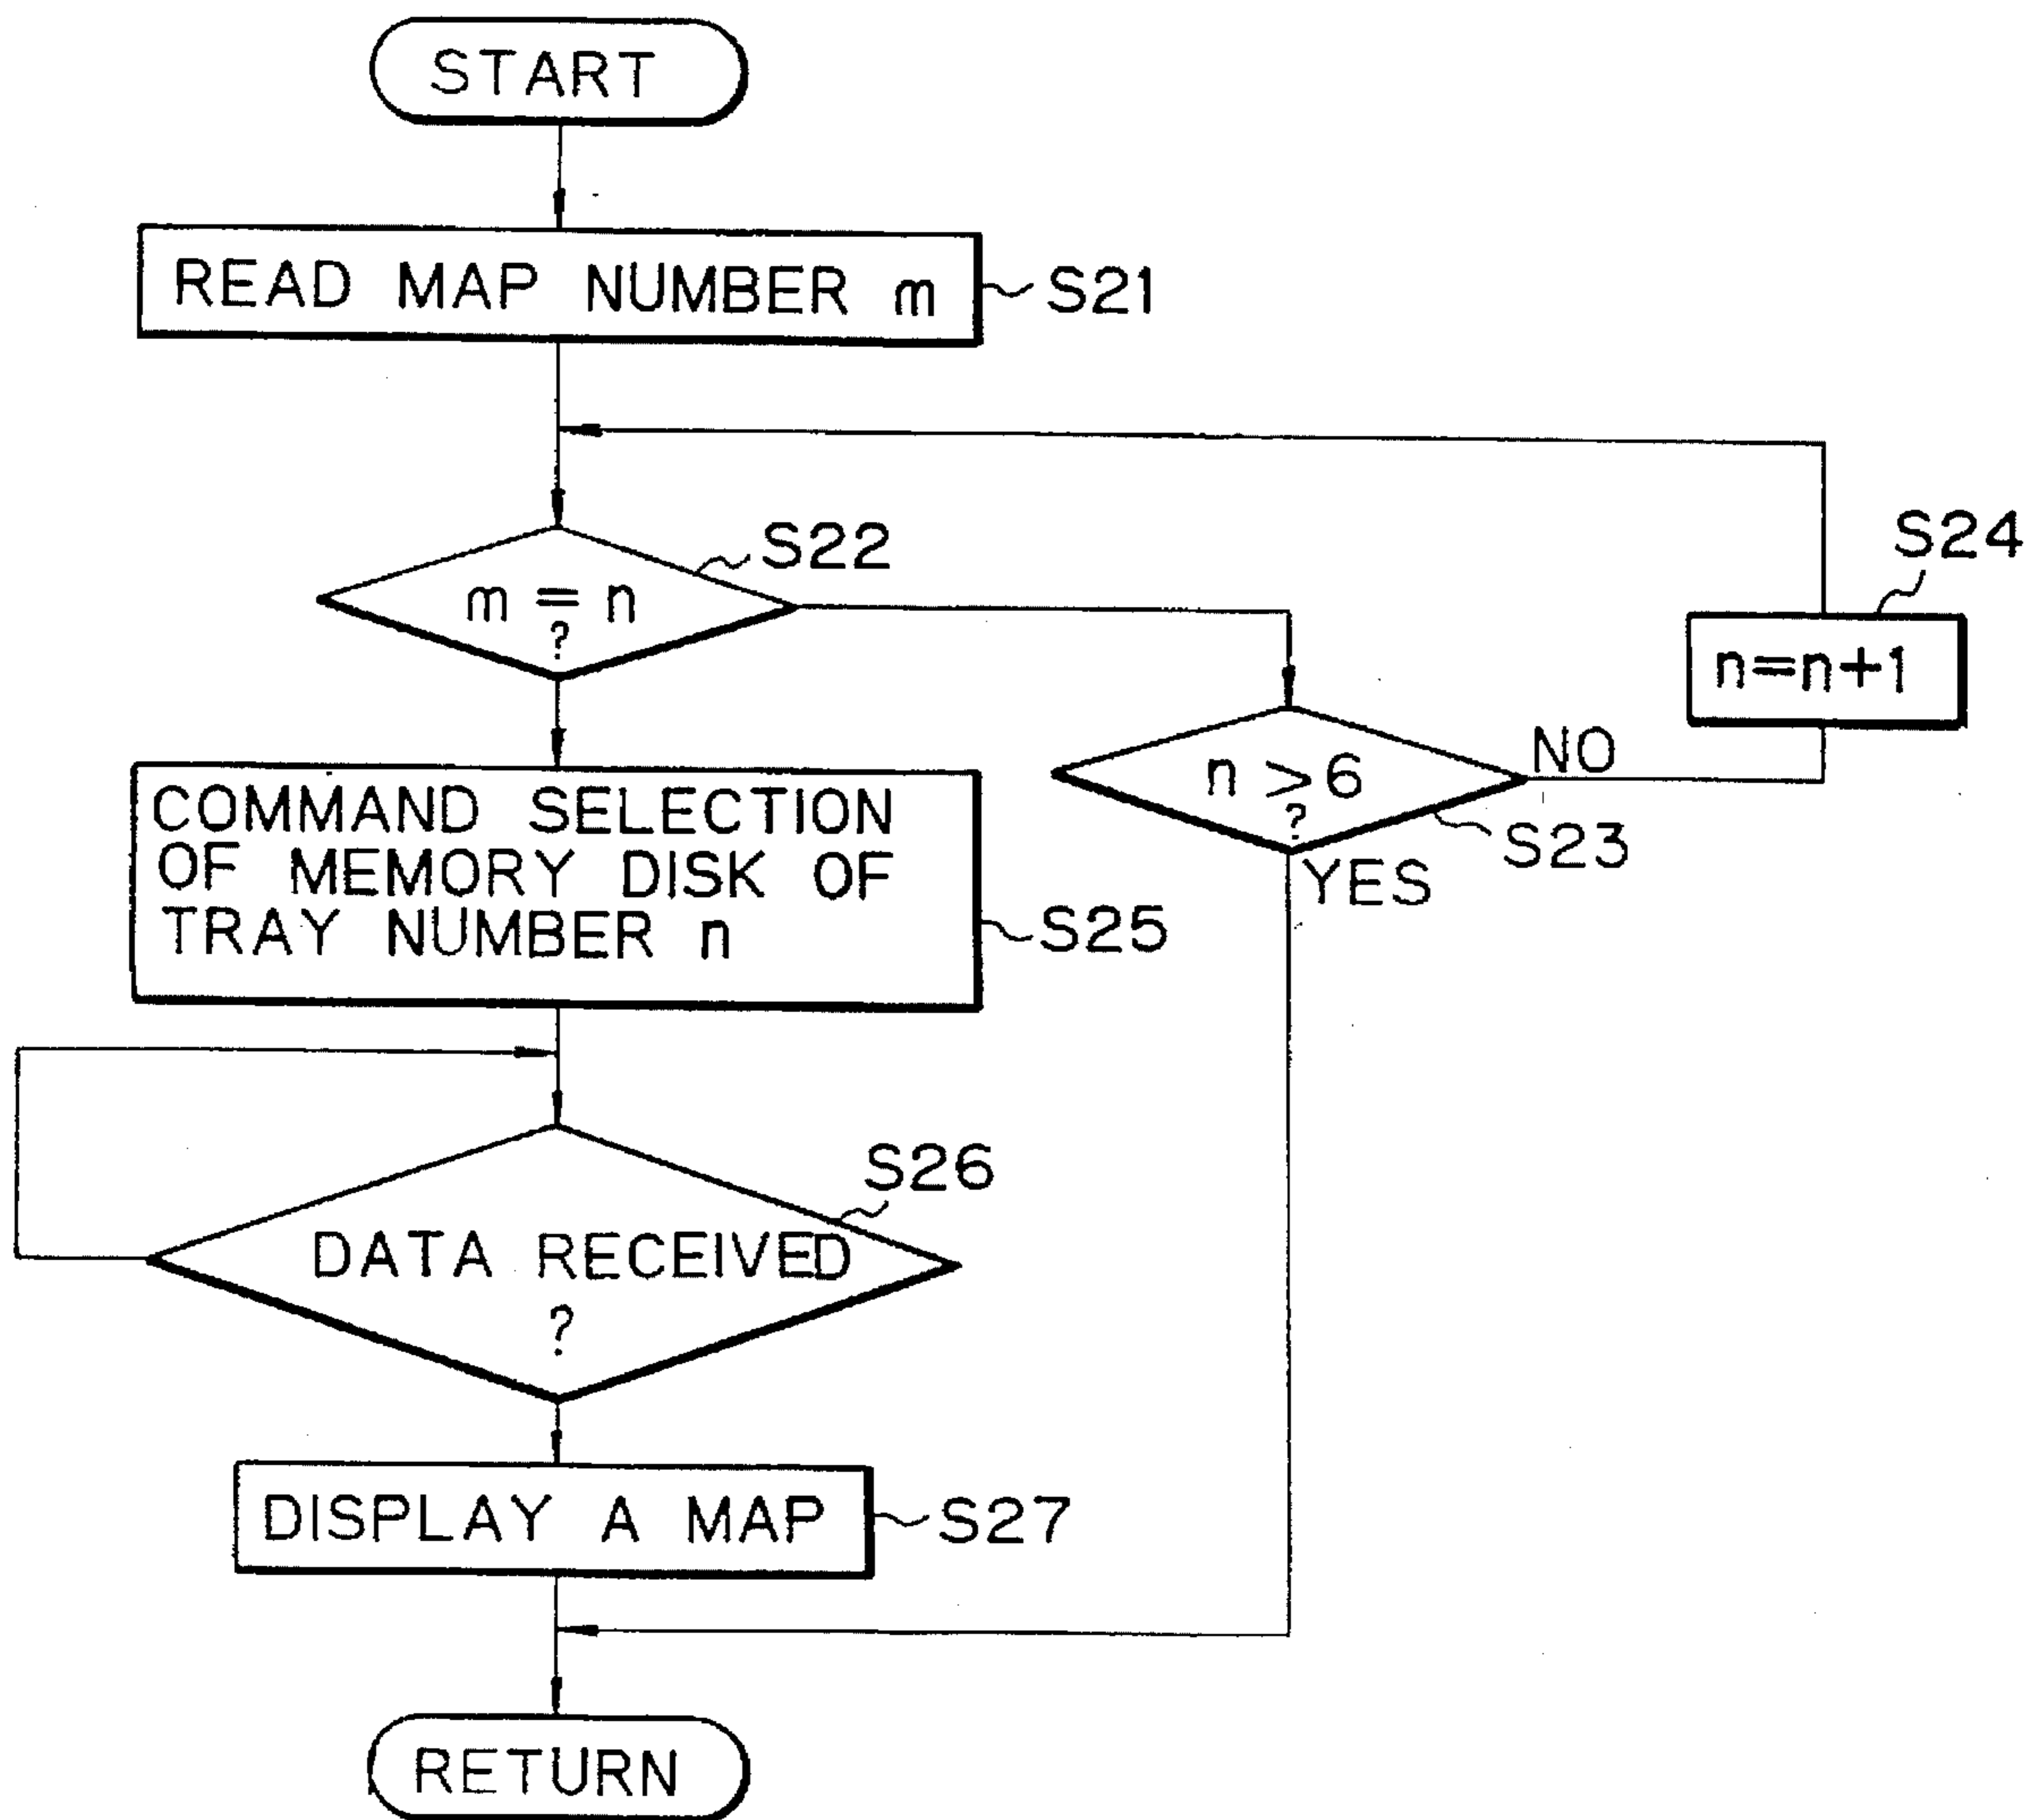 START
READ MAP NUMBER m
S21
S22
m = n
?
S24
n=n+1
n > 6
?
NO
S23
YES
COMMAND SELECTION
OF MEMORY DISK OF
TRAY NUMBER n
S25
S26
DATA RECEIVED
?
DISPLAY A MAP
S27
RETURN